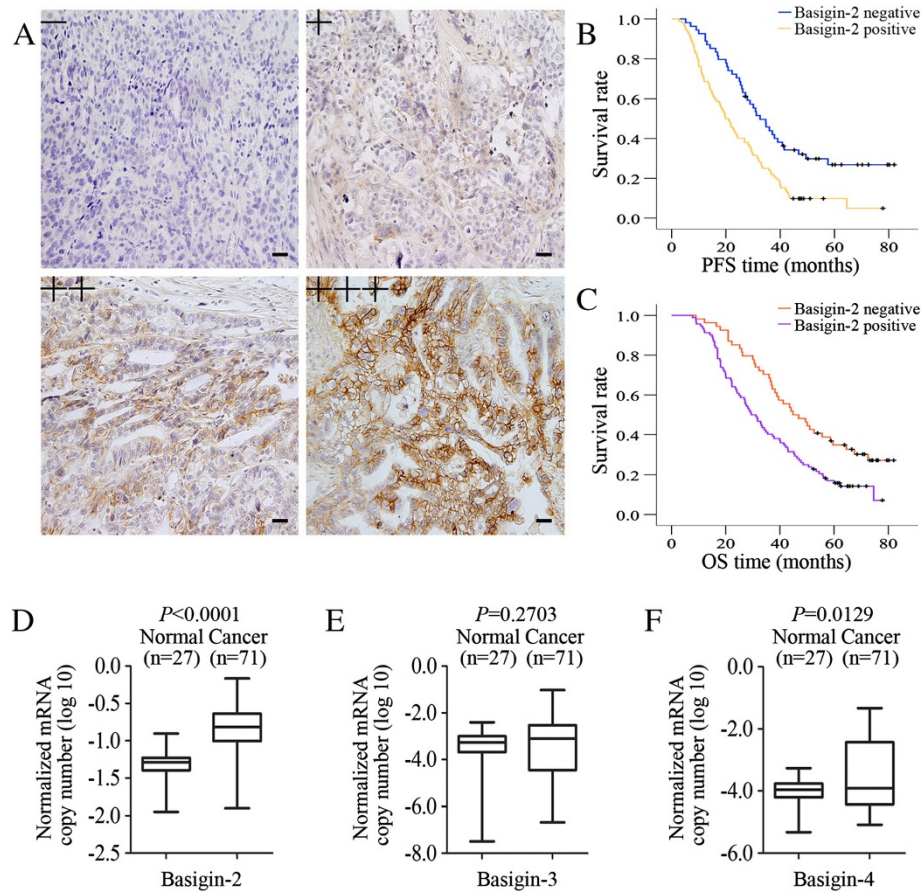 A
−
+
++
+++
B
Basigin-2 negative
Basigin-2 positive
Survival rate
1.0
0.8
0.6
0.4
0.2
0.0
0 20 40 60 80
PFS time (months)
C
Basigin-2 negative
Basigin-2 positive
Survival rate
1.0
0.8
0.6
0.4
0.2
0.0
0 20 40 60 80
OS time (months)
D
P<0.0001
Normal Cancer
(n=27) (n=71)
Normalized mRNA
copy number (log 10)
0.0
-0.5
-1.0
-1.5
-2.0
-2.5
Basigin-2
E
P=0.2703
Normal Cancer
(n=27) (n=71)
Normalized mRNA
copy number (log 10)
0.0
-2.0
-4.0
-6.0
-8.0
Basigin-3
F
P=0.0129
Normal Cancer
(n=27) (n=71)
Normalized mRNA
copy number (log 10)
0.0
-2.0
-4.0
-6.0
Basigin-4